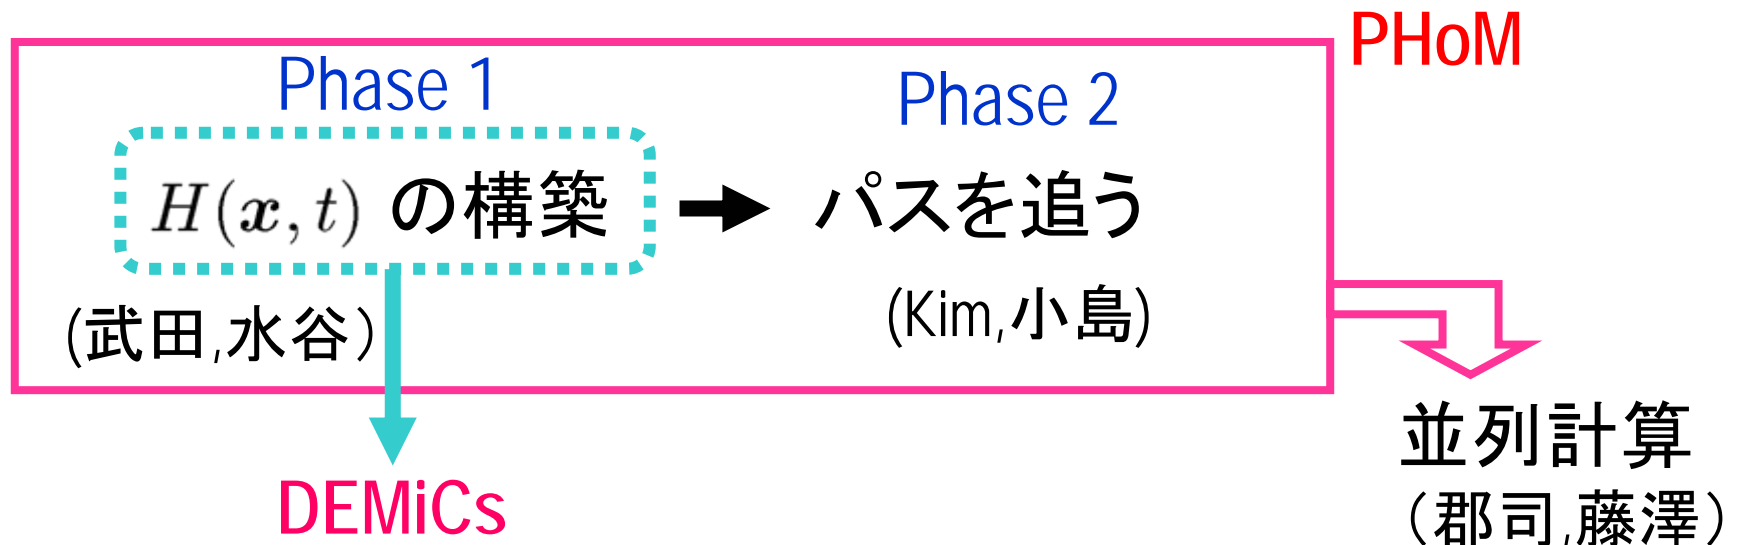 PHoM
Phase 1
Phase 2
H(x, t) の構築
パスを追う
(武田,水谷)
(Kim,小島)
DEMiCs
並列計算
(郡司,藤澤)